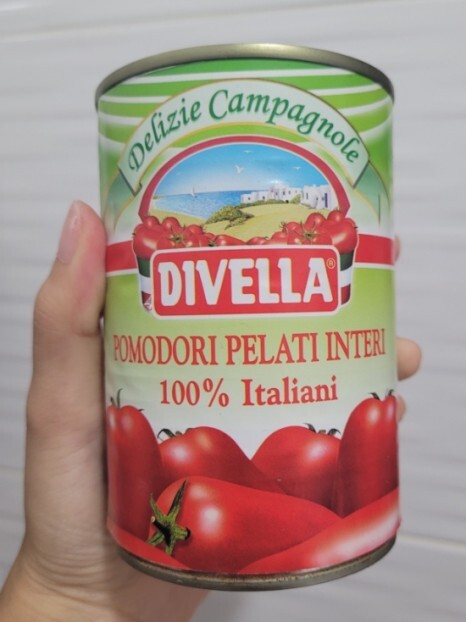 Delizie Campagnole
DIVELLA®
POMODORI PELATI INTERI
100% Italiani